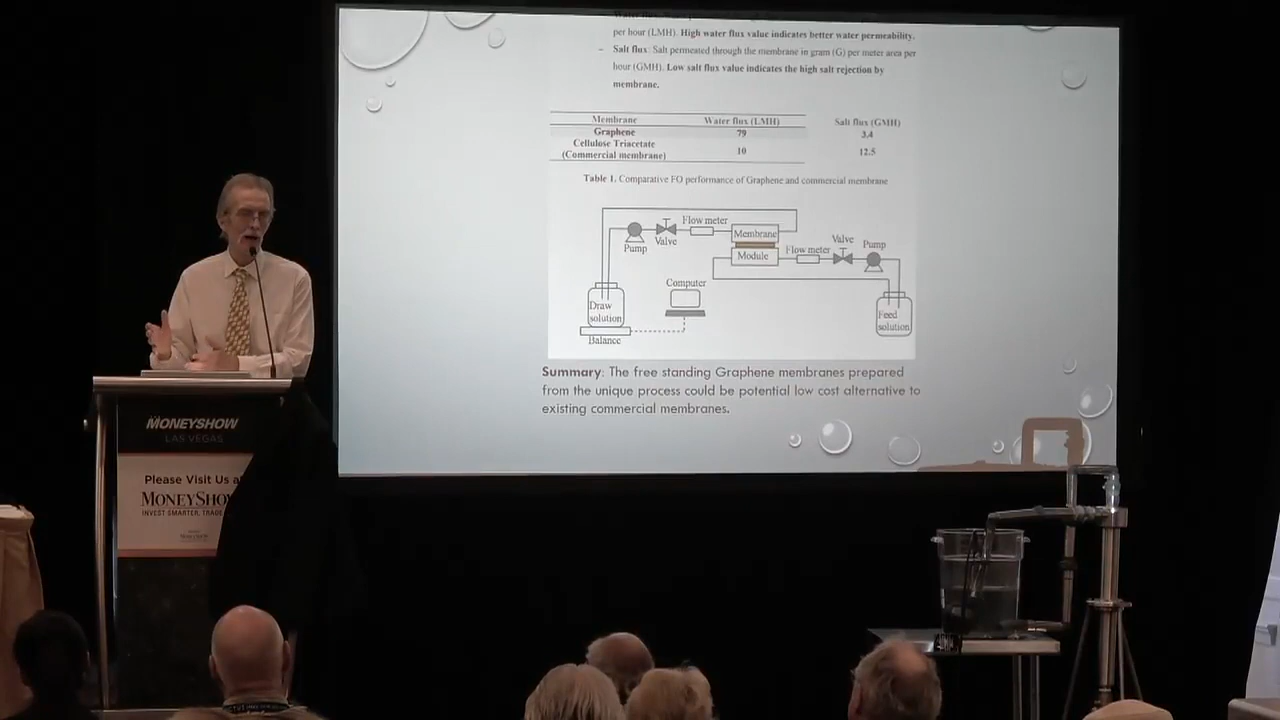 per hour (LMH). High water flux value indicates better water permeability.
– Salt flux: Salt permeated through the membrane in gram (G) per meter area per
hour (GMH). Low salt flux value indicates the high salt rejection by
membrane.
Membrane Water flux (LMH) Salt flux (GMH)
Graphene 79 3.4
Cellulose Triacetate
(Commercial membrane) 10 12.5
Table 1. Comparative FO performance of Graphene and commercial membrane
Flow meter
Pump
Valve
Membrane
Module
Flow meter
Valve
Pump
Computer
Draw
solution
Balance
Feed
solution
Summary: The free standing Graphene membranes prepared
from the unique process could be potential low cost alternative to
existing commercial membranes.
MONEYSHOW
LAS VEGAS
Please Visit Us a
MONEYSHO
INVEST SMARTER, TRADE